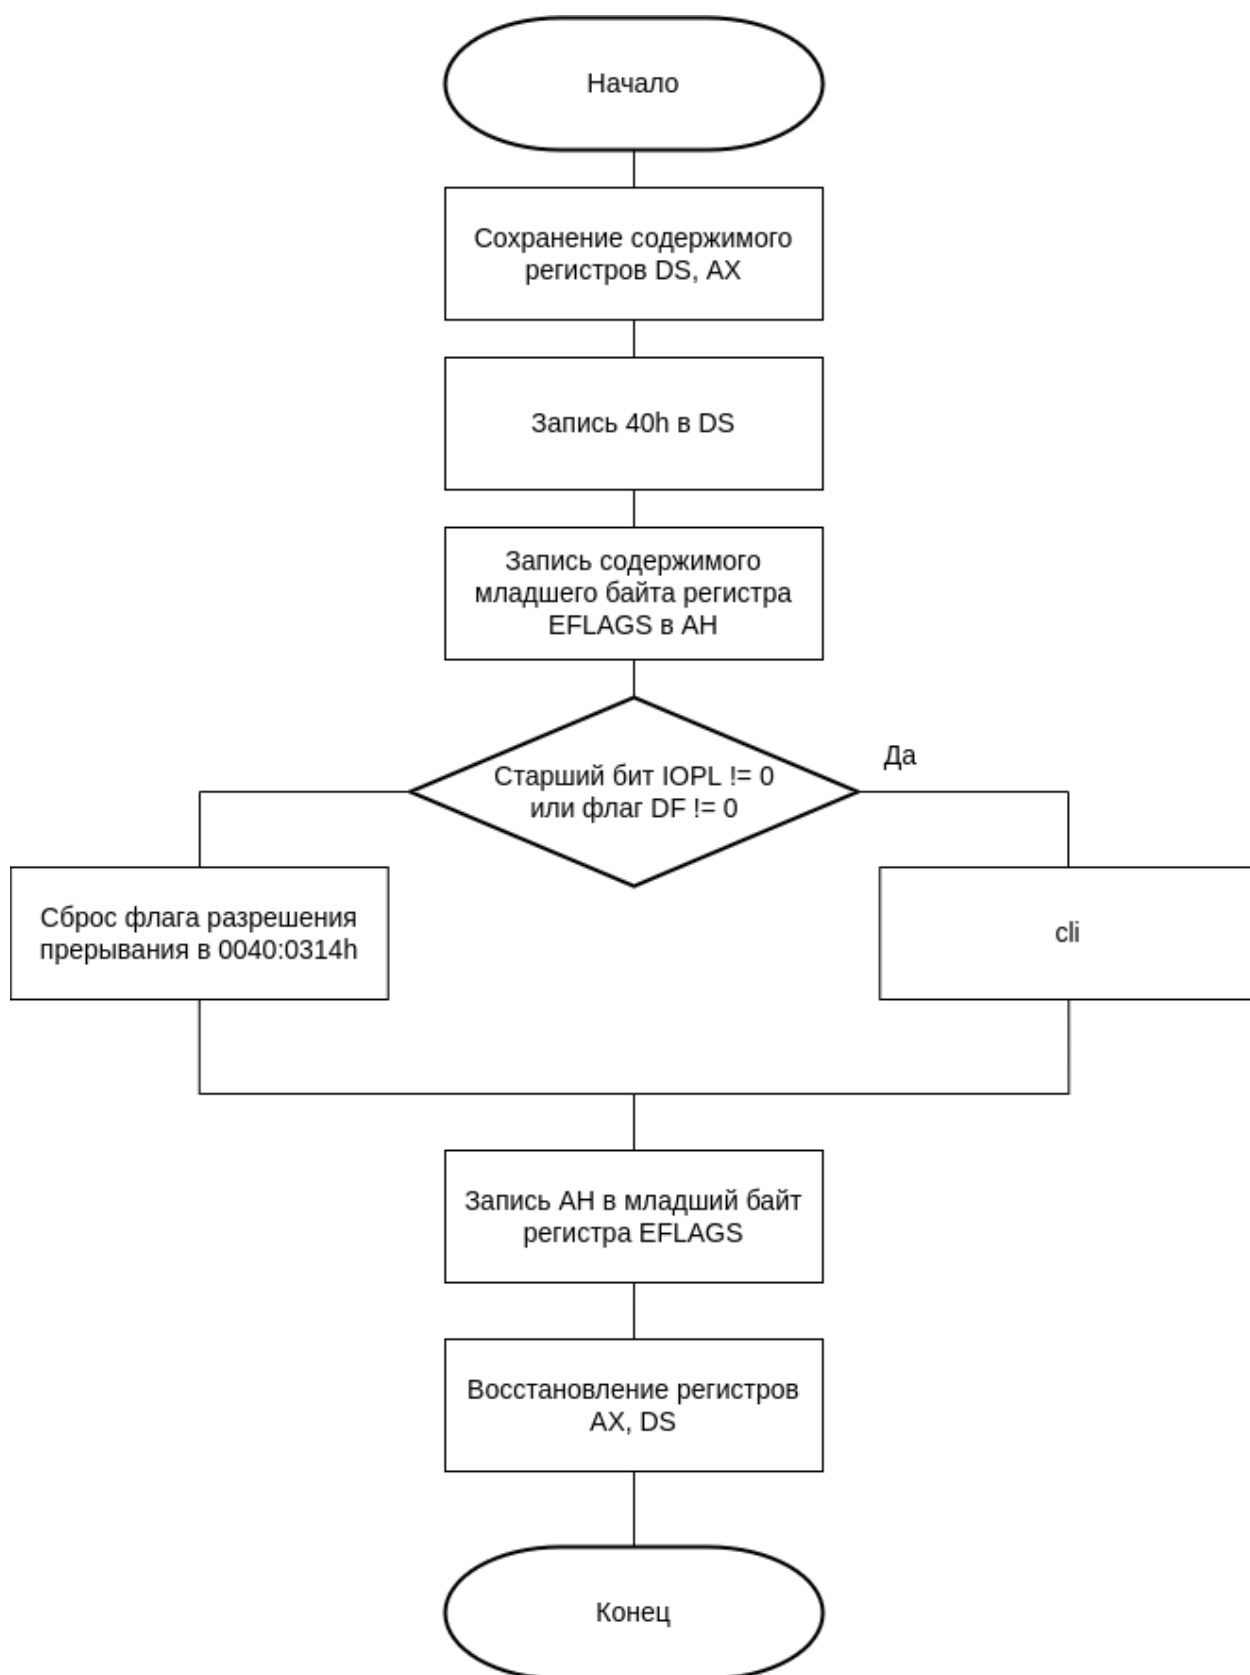 Начало
Сохранение содержимого
регистров DS, AX
Запись 40h в DS
Запись содержимого
младшего байта регистра
EFLAGS в AH
Старший бит IOPL != 0
или флаг DF != 0
Да
Сброс флага разрешения
прерывания в 0040:0314h
cli
Запись AH в младший байт
регистра EFLAGS
Восстановление регистров
AX, DS
Конец